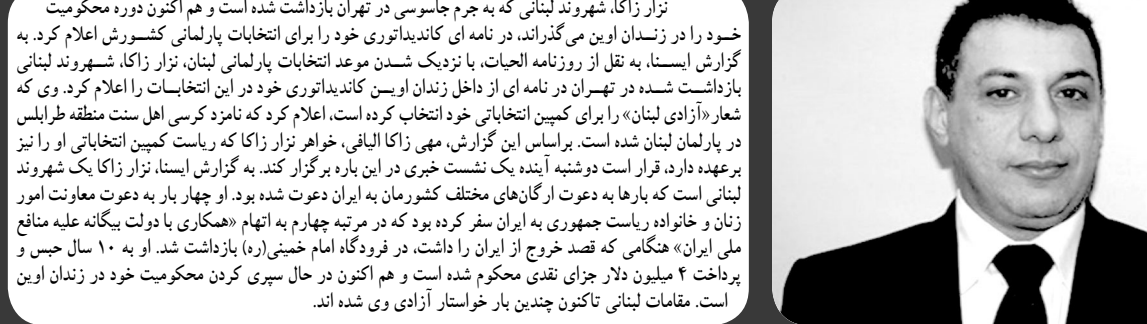 نزار زاکا، شهروند لبنانی که به جرم جاسوسی در تهران بازداشت شده است و هم اکنون دوره محکومیت
خود را در زندان اوین می‌گذراند، در نامه ای کاندیداتوری خود را برای انتخابات پارلمانی کشورش اعلام کرد. به
گزارش ایسنا، به نقل از روزنامه الحیات، با نزدیک شدن موعد انتخابات پارلمانی لبنان، نزار زاکا، شهروند لبنانی
بازداشت شده در تهران در نامه ای از داخل زندان اوین کاندیداتوری خود در این انتخابات را اعلام کرد. وی که
شعار «آزادی لبنان» را برای کمپین انتخاباتی خود انتخاب کرده است، اعلام کرد که نامزد کرسی اهل سنت منطقه طرابلس
در پارلمان لبنان شده است. براساس این گزارش، مهی زاکا الیافی، خواهر نزار زاکا که ریاست کمپین انتخاباتی او را نیز
برعهده دارد، قرار است دوشنبه آینده یک نشست خبری در این باره برگزار کند. به گزارش ایسنا، نزار زاکا یک شهروند
لبنانی است که بارها به دعوت ارگان‌های مختلف کشورمان به ایران دعوت شده بود. او چهار بار به دعوت معاونت امور
زنان و خانواده ریاست جمهوری به ایران سفر کرده بود که در مرتبه چهارم به اتهام «همکاری با دولت بیگانه علیه منافع
ملی ایران» هنگامی که قصد خروج از ایران را داشت، در فرودگاه امام خمینی(ره) بازداشت شد. او به ۱۰ سال حبس و
پرداخت ۴ میلیون دلار جزای نقدی محکوم شده است و هم اکنون در حال سپری کردن محکومیت خود در زندان اوین
است. مقامات لبنانی تاکنون چندین بار خواستار آزادی وی شده اند.